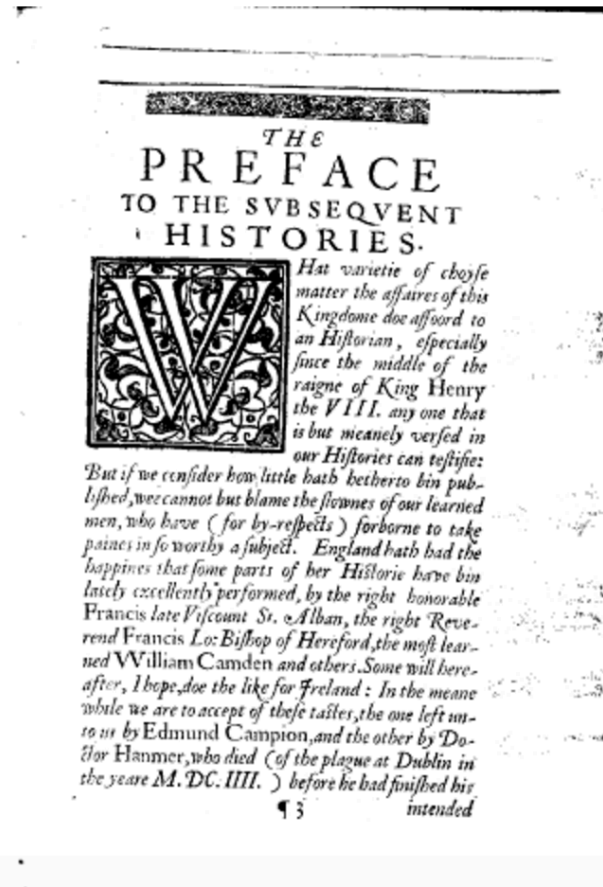 THE
PREFACE
TO THE SVBSEQVENT
HISTORIES.
WHat varietie of choyſe
matter the affaires of this
Kingdome doe affoord to
an Hiſtorian, eſpecially
ſince the middle of the
raigne of King Henry
the VIII. any one that
is but meanely verſed in
our Hiſtories can teſtifie:
But if we conſider how little hath hetherto bin pub-
liſhed, wee cannot but blame the ſlownes of our learned
men, who have (for by-reſpects) forborne to take
paines in ſo worthy a ſubject. England hath had the
happines that ſome parts of her Hiſtorie have bin
lately excellently performed, by the right honorable
Francis late Viſcount St. Alban, the right Reve-
rend Francis Lo: Biſhop of Hereford, the moſt lear-
ned William Camden and others. Some will here-
after, I hope, doe the like for Ireland: In the meane
while we are to accept of theſe taſtes, the one left un-
to us by Edmund Campion, and the other by Do-
ctor Hanmer, who died (of the plague at Dublin in
the yeare M.DC.IIII.) before he had finiſhed his
¶ 3 intended